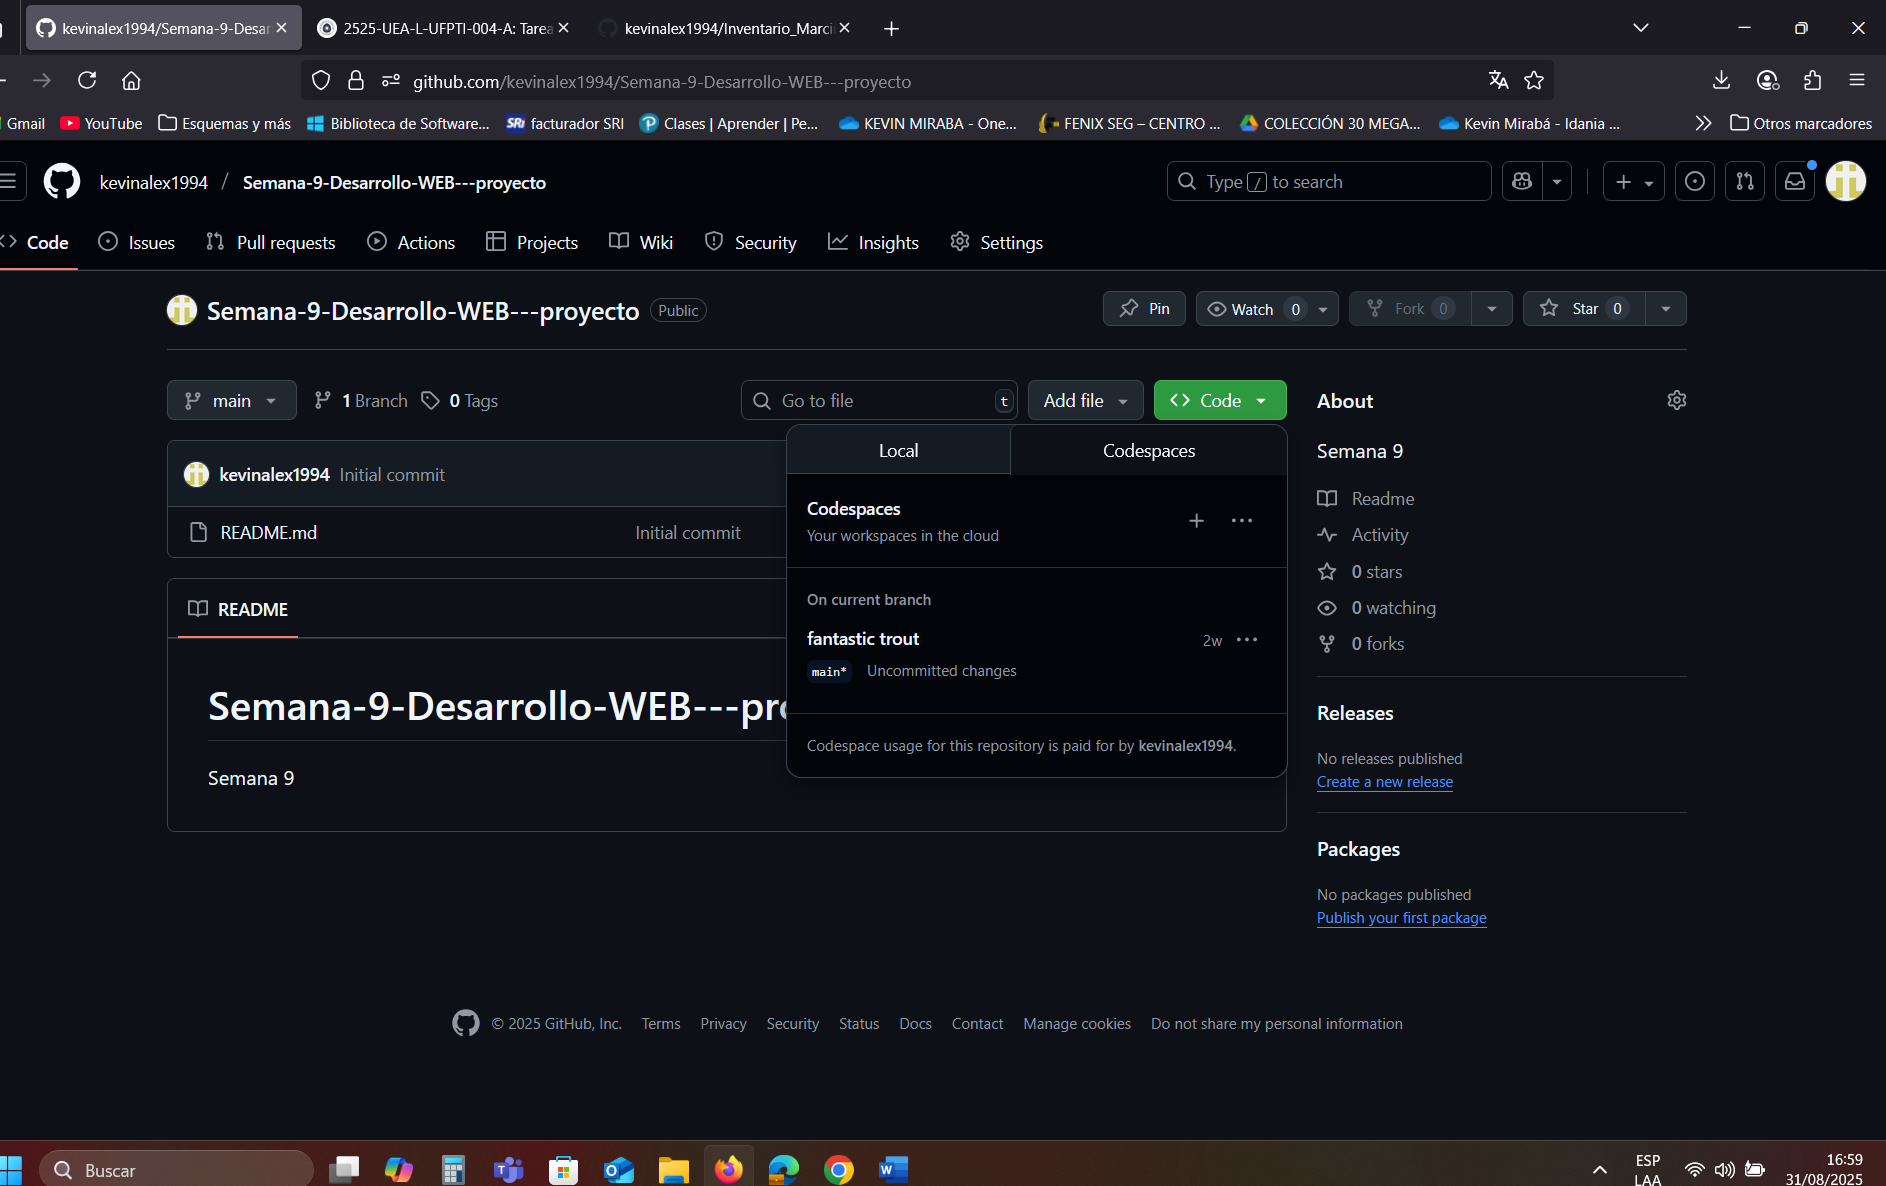 kevinalex1994/Semana-9-Desar
2525-UEA-L-UFPTI-004-A: Tarea
kevinalex1994/Inventario_Marci
github.com/kevinalex1994/Semana-9-Desarrollo-WEB---proyecto
Gmail
YouTube
Esquemas y más
Biblioteca de Software...
SRi facturador SRI
Clases | Aprender | Pe...
KEVIN MIRABA - One...
FENIX SEG – CENTRO ...
COLECCIÓN 30 MEGA...
Kevin Mirabá - Idania ...
Otros marcadores
kevinalex1994 / Semana-9-Desarrollo-WEB---proyecto
Type / to search
Code
Issues
Pull requests
Actions
Projects
Wiki
Security
Insights
Settings
Semana-9-Desarrollo-WEB---proyecto
Public
Pin
Watch 0
Fork 0
Star 0
main
1 Branch
0 Tags
Go to file
t
Add file
Code
Local
Codespaces
kevinalex1994 Initial commit
README.md
Initial commit
Codespaces
Your workspaces in the cloud
On current branch
fantastic trout
2w
main*
Uncommitted changes
Codespace usage for this repository is paid for by kevinalex1994.
README
Semana-9-Desarrollo-WEB---pro
Semana 9
About
Semana 9
Readme
Activity
0 stars
0 watching
0 forks
Releases
No releases published
Create a new release
Packages
No packages published
Publish your first package
© 2025 GitHub, Inc.
Terms
Privacy
Security
Status
Docs
Contact
Manage cookies
Do not share my personal information
Buscar
ESP
LAA
16:59
31/08/2025